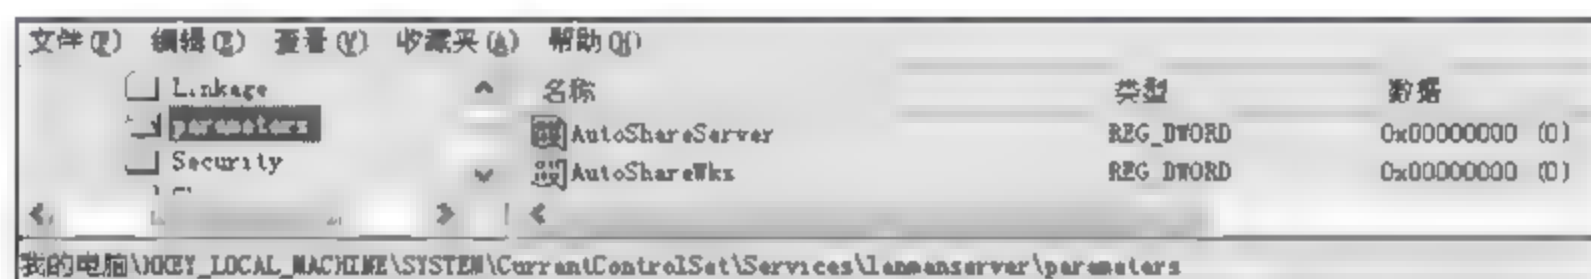 文件(F) 编辑(E) 查看(V) 收藏夹(A) 帮助(H)
Linkage
parameters
Security
名称 类型 数据
AutoShareServer REG_DWORD 0x00000000 (0)
AutoShareWks REG_DWORD 0x00000000 (0)
我的电脑\HKEY_LOCAL_MACHINE\SYSTEM\CurrentControlSet\Services\lanmanserver\parameters